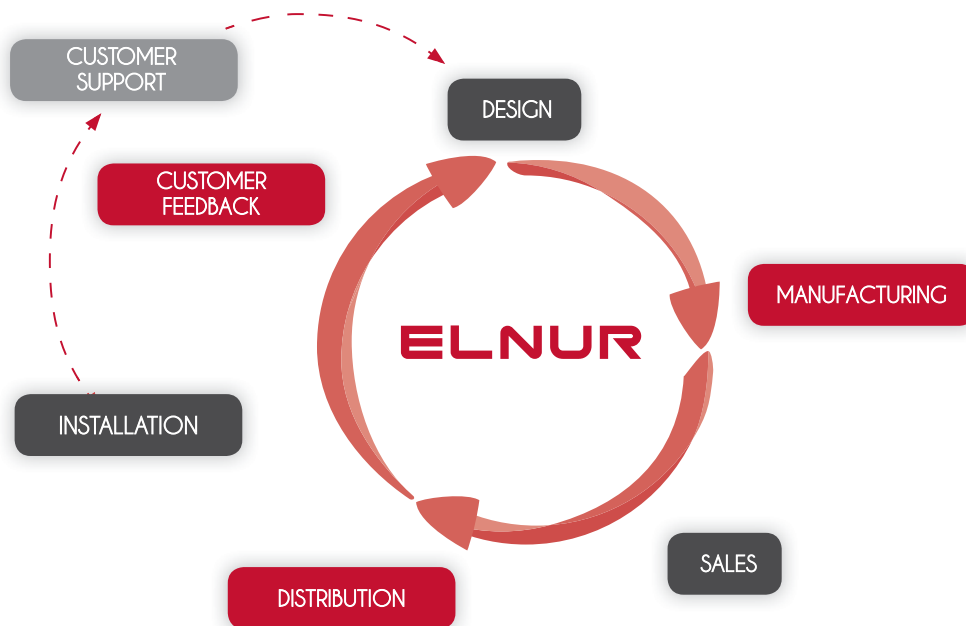 CUSTOMER
SUPPORT
DESIGN
CUSTOMER
FEEDBACK
MANUFACTURING
ELNUR
INSTALLATION
SALES
DISTRIBUTION